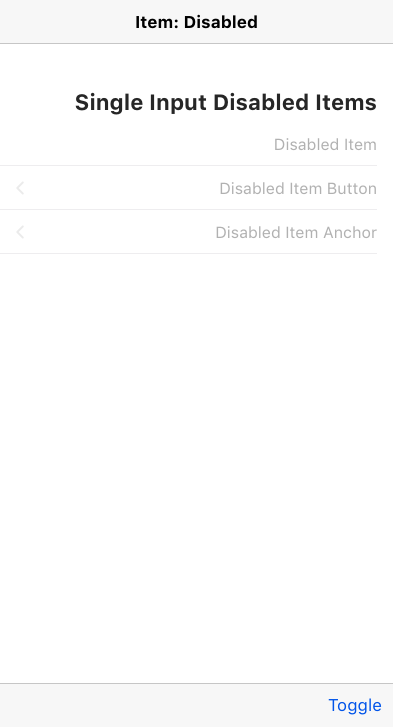 Item: Disabled
Single Input Disabled Items
Disabled Item
Disabled Item Button
Disabled Item Anchor
Toggle